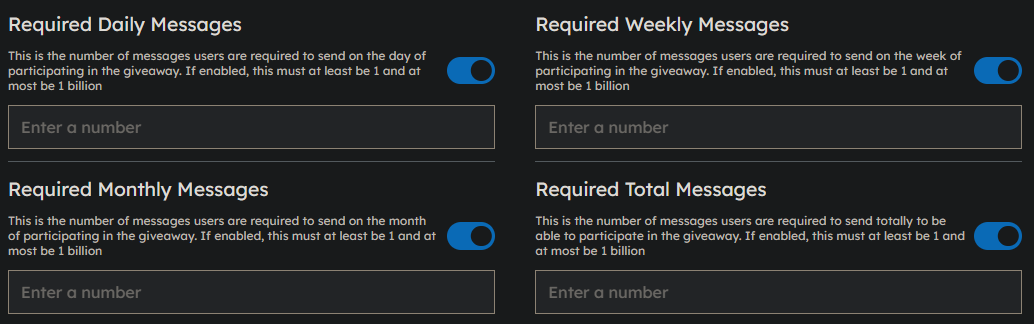 Required Daily Messages
This is the number of messages users are required to send on the day of
participating in the giveaway. If enabled, this must at least be 1 and at
most be 1 billion
Enter a number
Required Weekly Messages
This is the number of messages users are required to send on the week of
participating in the giveaway. If enabled, this must at least be 1 and at
most be 1 billion
Enter a number
Required Monthly Messages
This is the number of messages users are required to send on the month
of participating in the giveaway. If enabled, this must at least be 1 and at
most be 1 billion
Enter a number
Required Total Messages
This is the number of messages users are required to send totally to be
able to participate in the giveaway. If enabled, this must at least be 1 and
at most be 1 billion
Enter a number